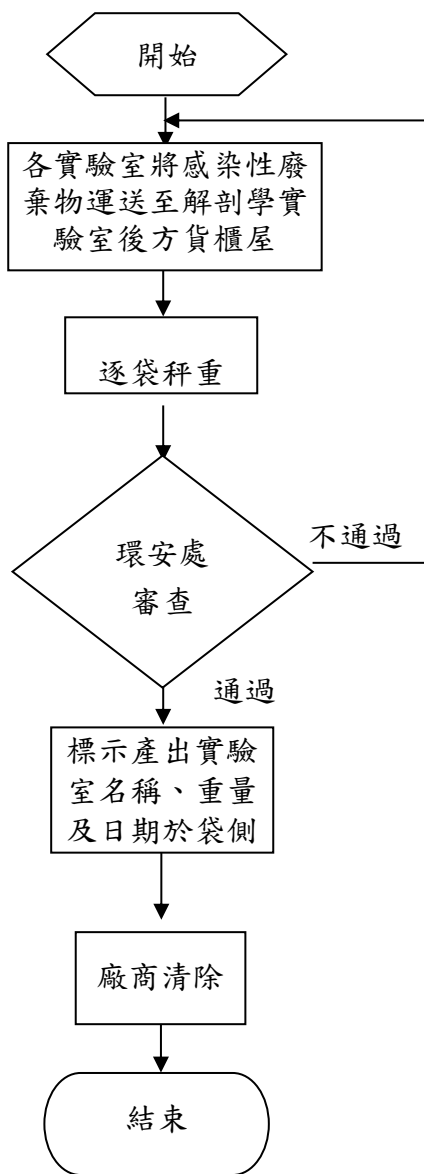 開始
各實驗室將感染性廢
棄物運送至解剖學實
驗室後方貨櫃屋
逐袋秤重
環安處
審查
不通過
通過
標示產出實驗
室名稱、重量
及日期於袋側
廠商清除
結束